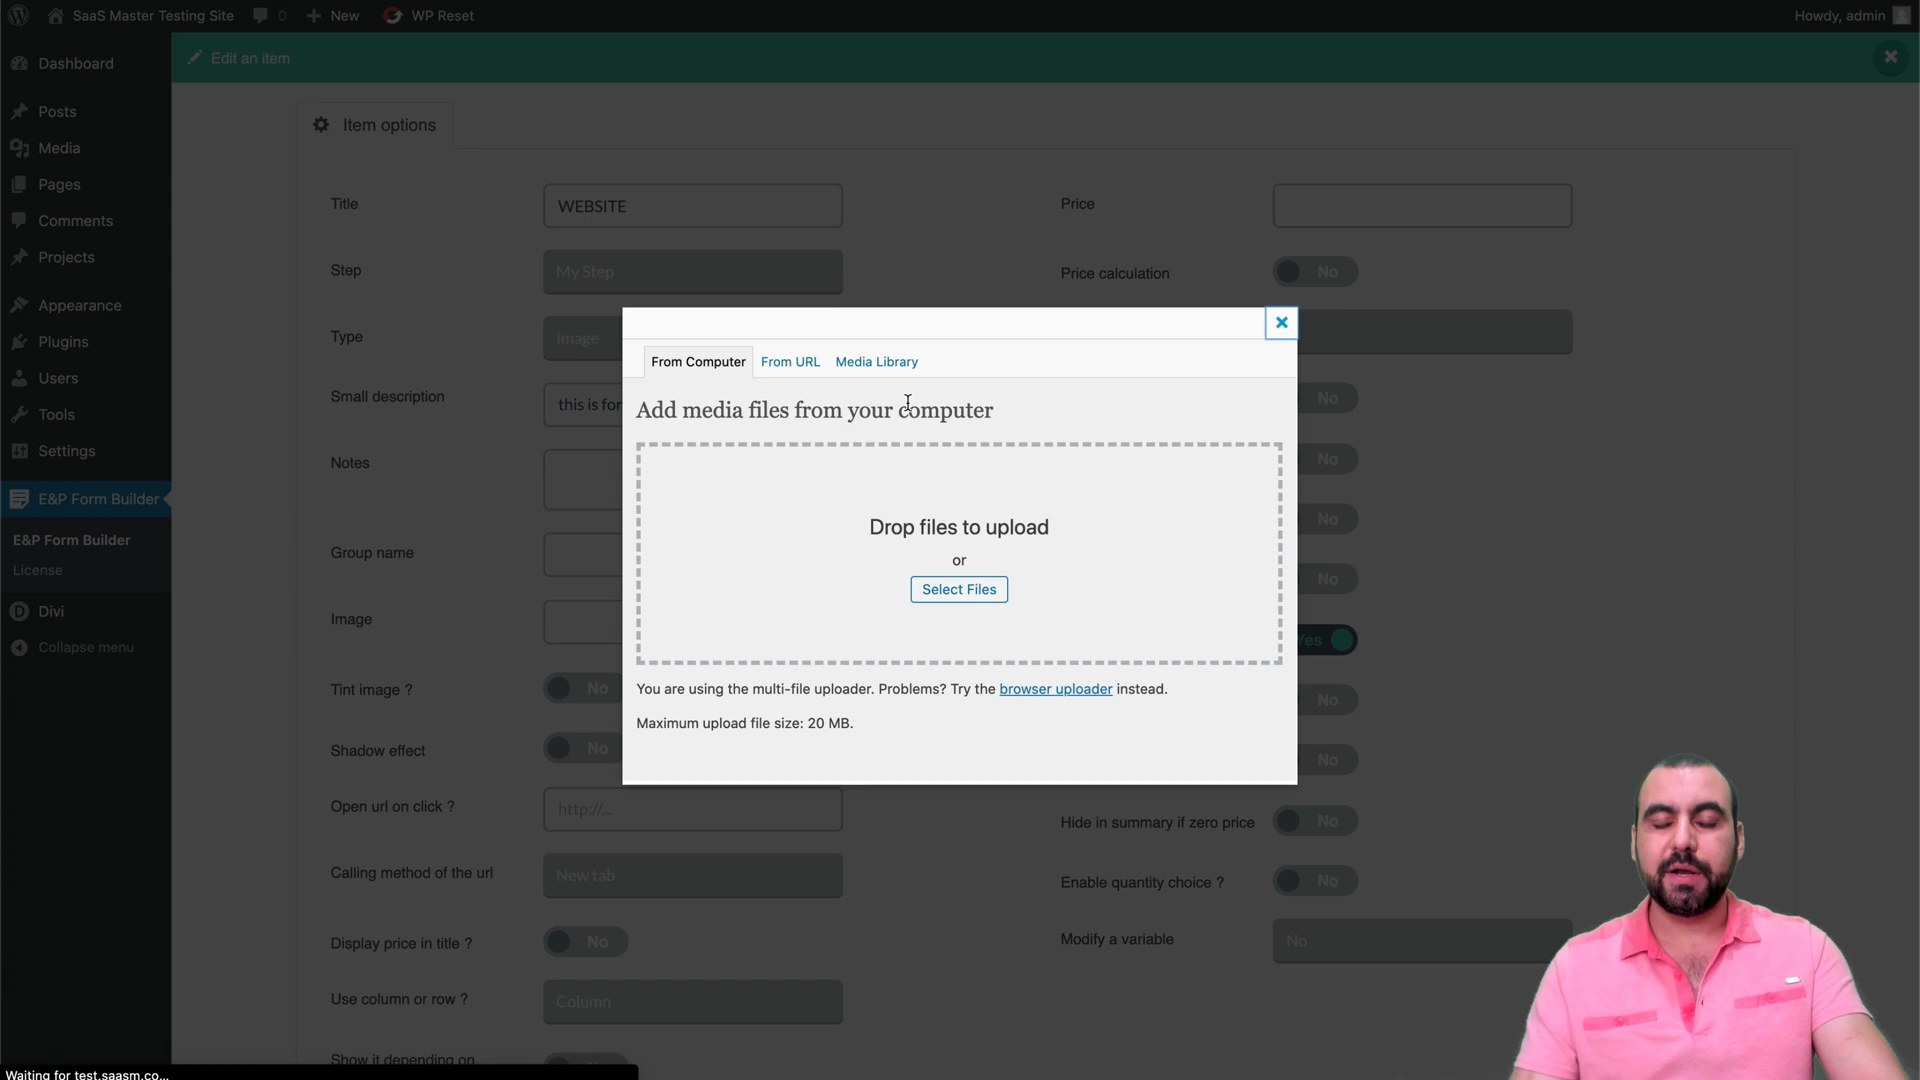 SaaS Master Testing Site
0
New
WP Reset
Howdy, admin
Dashboard
Posts
Media
Pages
Comments
Projects
Appearance
Plugins
Users
Tools
Settings
E&P Form Builder
E&P Form Builder
License
Divi
Collapse menu
Edit an item
Item options
Title
WEBSITE
Price
Step
My Step
Price calculation
No
Type
Image
Small description
this is for
No
Notes
No
No
Group name
No
Image
Yes
Tint image ?
No
No
Shadow effect
No
No
Open url on click ?
http://...
Hide in summary if zero price
No
Calling method of the url
New tab
Enable quantity choice ?
No
Display price in title ?
No
Modify a variable
No
Use column or row ?
Column
Show it depending on
From Computer
From URL
Media Library
Add media files from your computer
Drop files to upload
or
Select Files
You are using the multi-file uploader. Problems? Try the browser uploader instead.
Maximum upload file size: 20 MB.
Waiting for test.saasm.co...